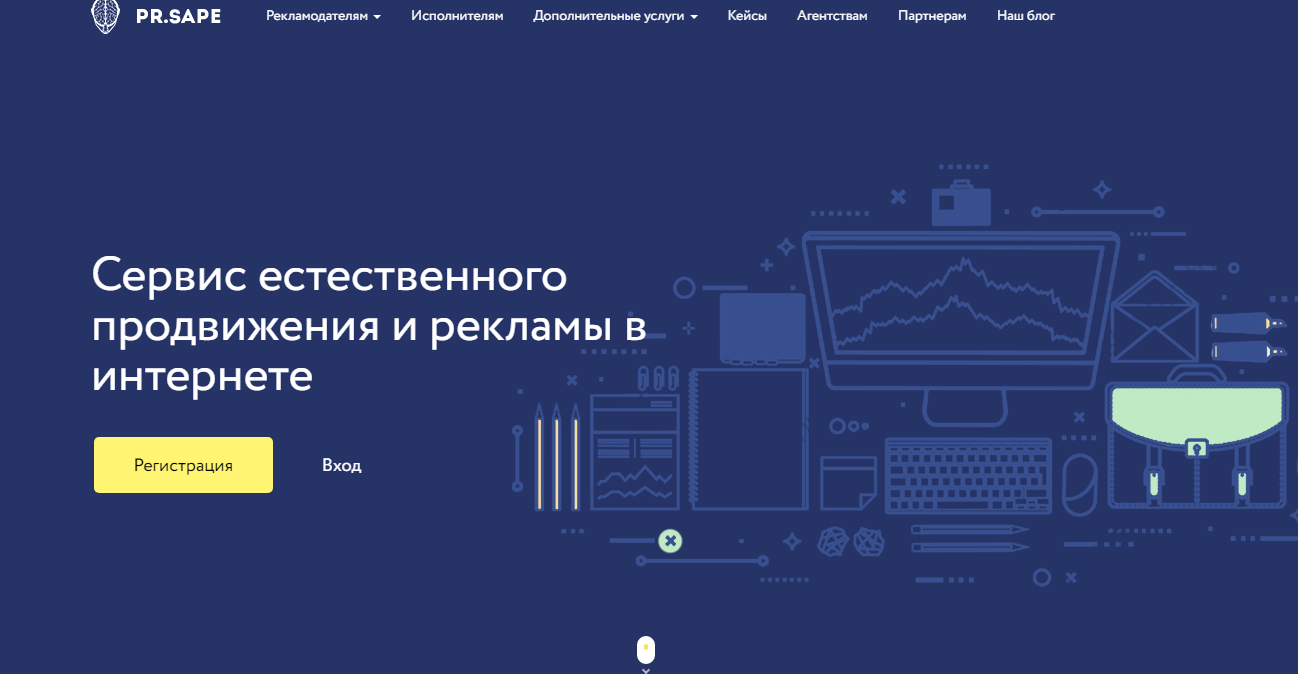 PR.SAPE
Рекламодателям
Исполнителям
Дополнительные услуги
Кейсы
Агентствам
Партнерам
Наш блог
Сервис естественного
продвижения и рекламы в
интернете
Регистрация
Вход